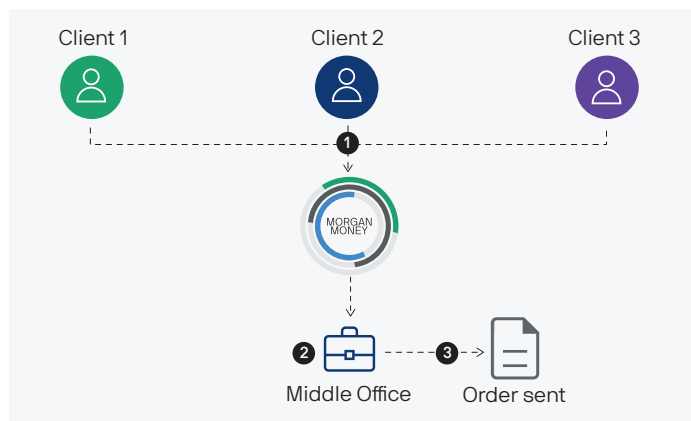 Client 1
Client 2
Client 3
1
MORGAN
MONEY
2
3
Middle Office
Order sent